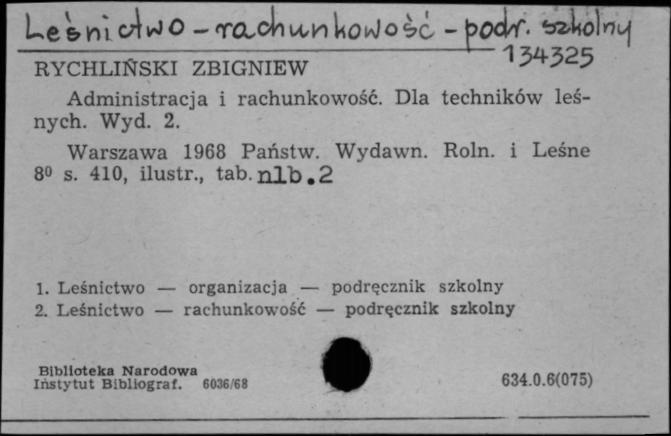 Leśnictwo - rachunkowość - podr. szkolny
134325
RYCHLIŃSKI ZBIGNIEW
Administracja i rachunkowość. Dla techników leś-
nych. Wyd. 2.
Warszawa 1968 Państw. Wydawn. Roln. i Leśne
8⁰ s. 410, ilustr., tab. nlb. 2
1. Leśnictwo — organizacja — podręcznik szkolny
2. Leśnictwo — rachunkowość — podręcznik szkolny
Biblioteka Narodowa
Instytut Bibliograf. 6036/68
634.0.6(075)